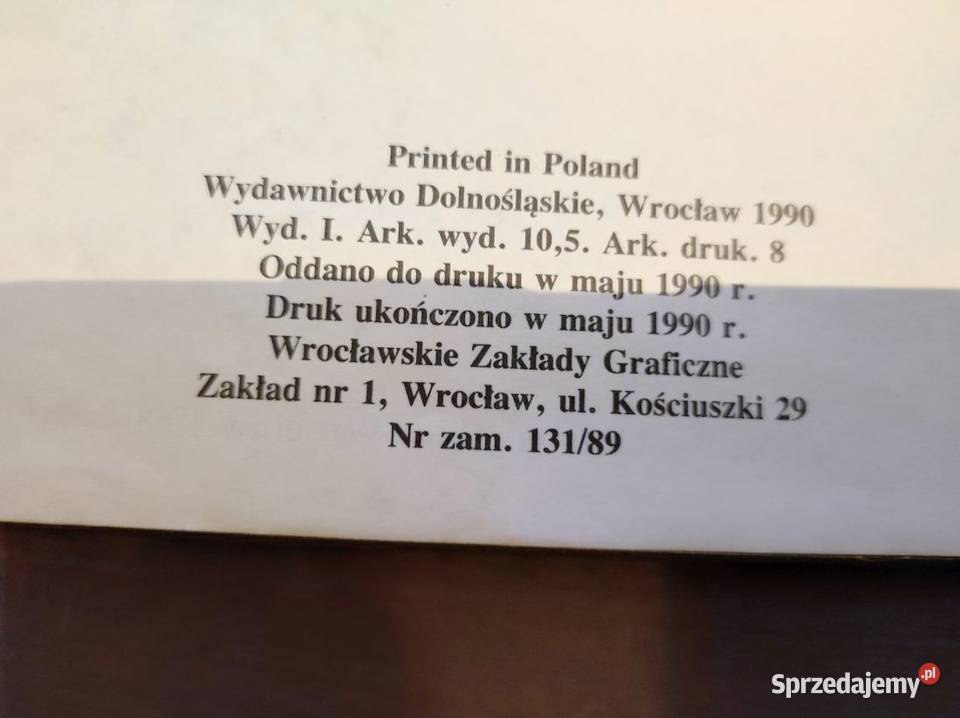 Printed in Poland
Wydawnictwo Dolnośląskie, Wrocław 1990
Wyd. I. Ark. wyd. 10,5. Ark. druk. 8
Oddano do druku w maju 1990 r.
Druk ukończono w maju 1990 r.
Wrocławskie Zakłady Graficzne
Zakład nr 1, Wrocław, ul. Kościuszki 29
Nr zam. 131/89
Sprzedajemy.pl